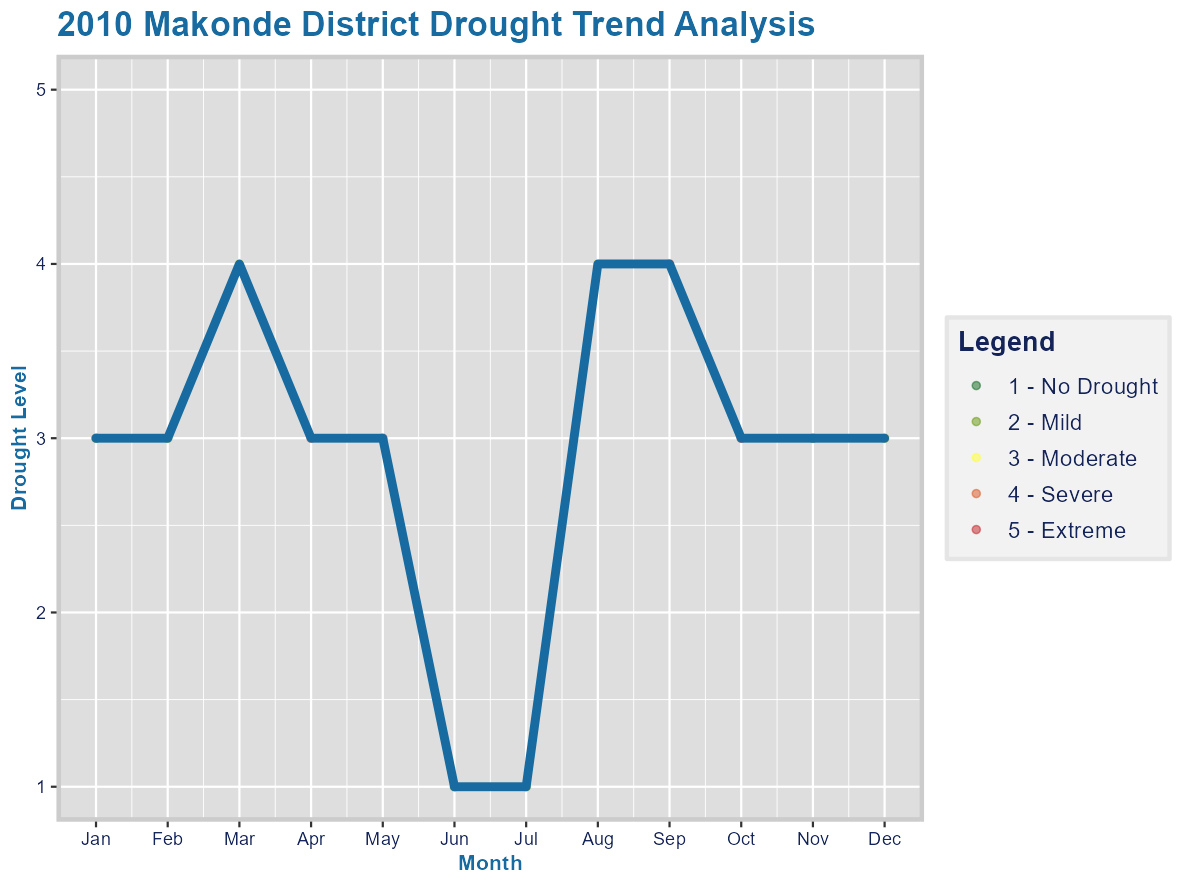 2010 Makonde District Drought Trend Analysis
5
4
3
2
1
Drought Level
Jan Feb Mar Apr May Jun Jul Aug Sep Oct Nov Dec
Month
Legend
1 - No Drought
2 - Mild
3 - Moderate
4 - Severe
5 - Extreme